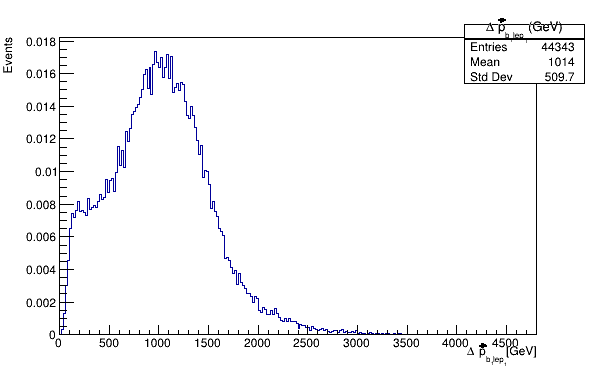 Δ p⃗ b,lep1 (GeV)
Entries 44343
Mean 1014
Std Dev 509.7
Events
0.018
0.016
0.014
0.012
0.01
0.008
0.006
0.004
0.002
0
0 500 1000 1500 2000 2500 3000 3500 4000 4500
Δ p⃗ b,lep1 [GeV]